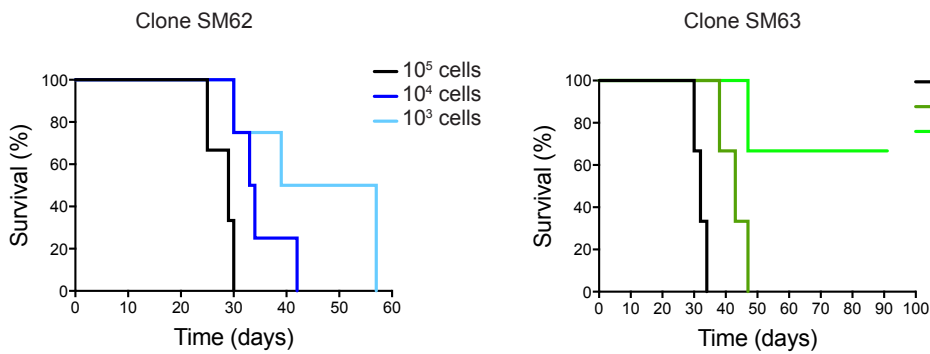 Clone SM62
10⁵ cells
10⁴ cells
10³ cells
Survival (%)
100
80
60
40
20
0
0 10 20 30 40 50 60
Time (days)
Clone SM63
Survival (%)
100
80
60
40
20
0
0 10 20 30 40 50 60 70 80 90 100
Time (days)